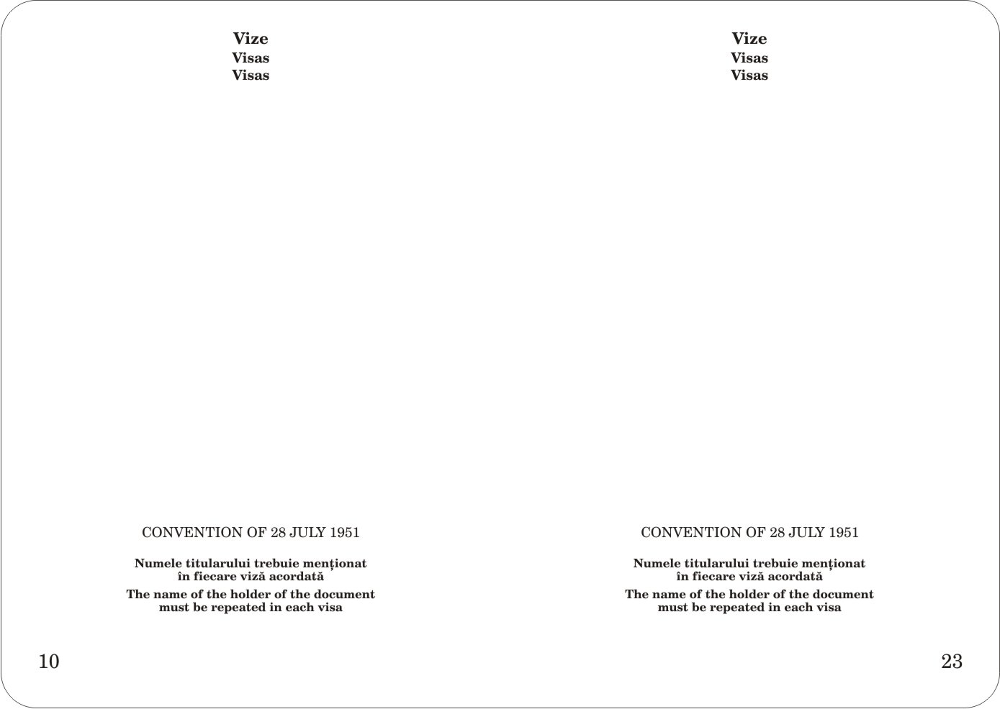 Vize
Visas
Visas
CONVENTION OF 28 JULY 1951
Numele titularului trebuie menționat
în fiecare viză acordată
The name of the holder of the document
must be repeated in each visa
10
Vize
Visas
Visas
CONVENTION OF 28 JULY 1951
Numele titularului trebuie menționat
în fiecare viză acordată
The name of the holder of the document
must be repeated in each visa
23